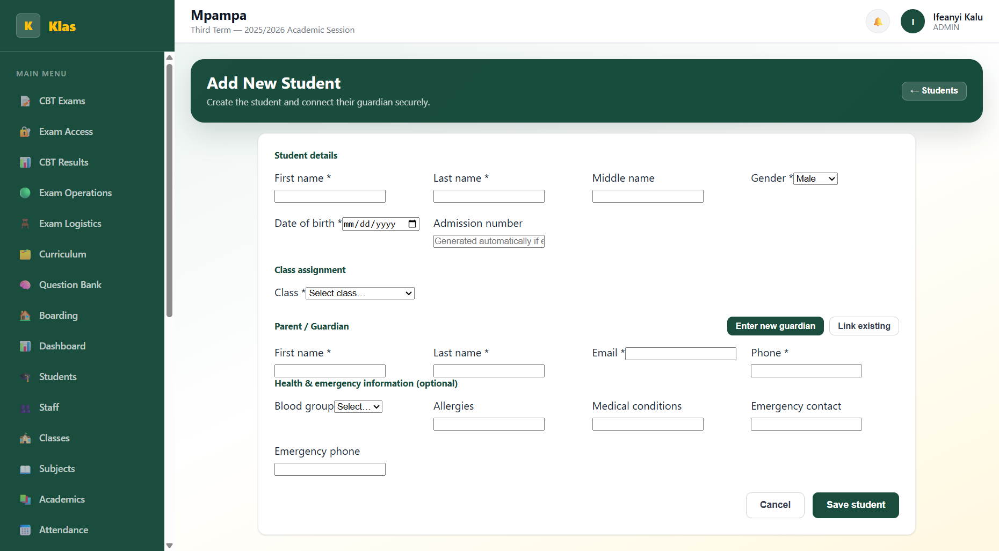 K Klas
MAIN MENU
CBT Exams
Exam Access
CBT Results
Exam Operations
Exam Logistics
Curriculum
Question Bank
Boarding
Dashboard
Students
Staff
Classes
Subjects
Academics
Attendance
Mpampa
Third Term — 2025/2026 Academic Session
I
Ifeanyi Kalu
ADMIN
Add New Student
Create the student and connect their guardian securely.
← Students
Student details
First name * Last name * Middle name Gender * Male
Date of birth * mm/dd/yyyy Admission number
Generated automatically if e
Class assignment
Class * Select class...
Parent / Guardian Enter new guardian Link existing
First name * Last name * Email * Phone *
Health & emergency information (optional)
Blood group Select... Allergies Medical conditions Emergency contact
Emergency phone
Cancel Save student